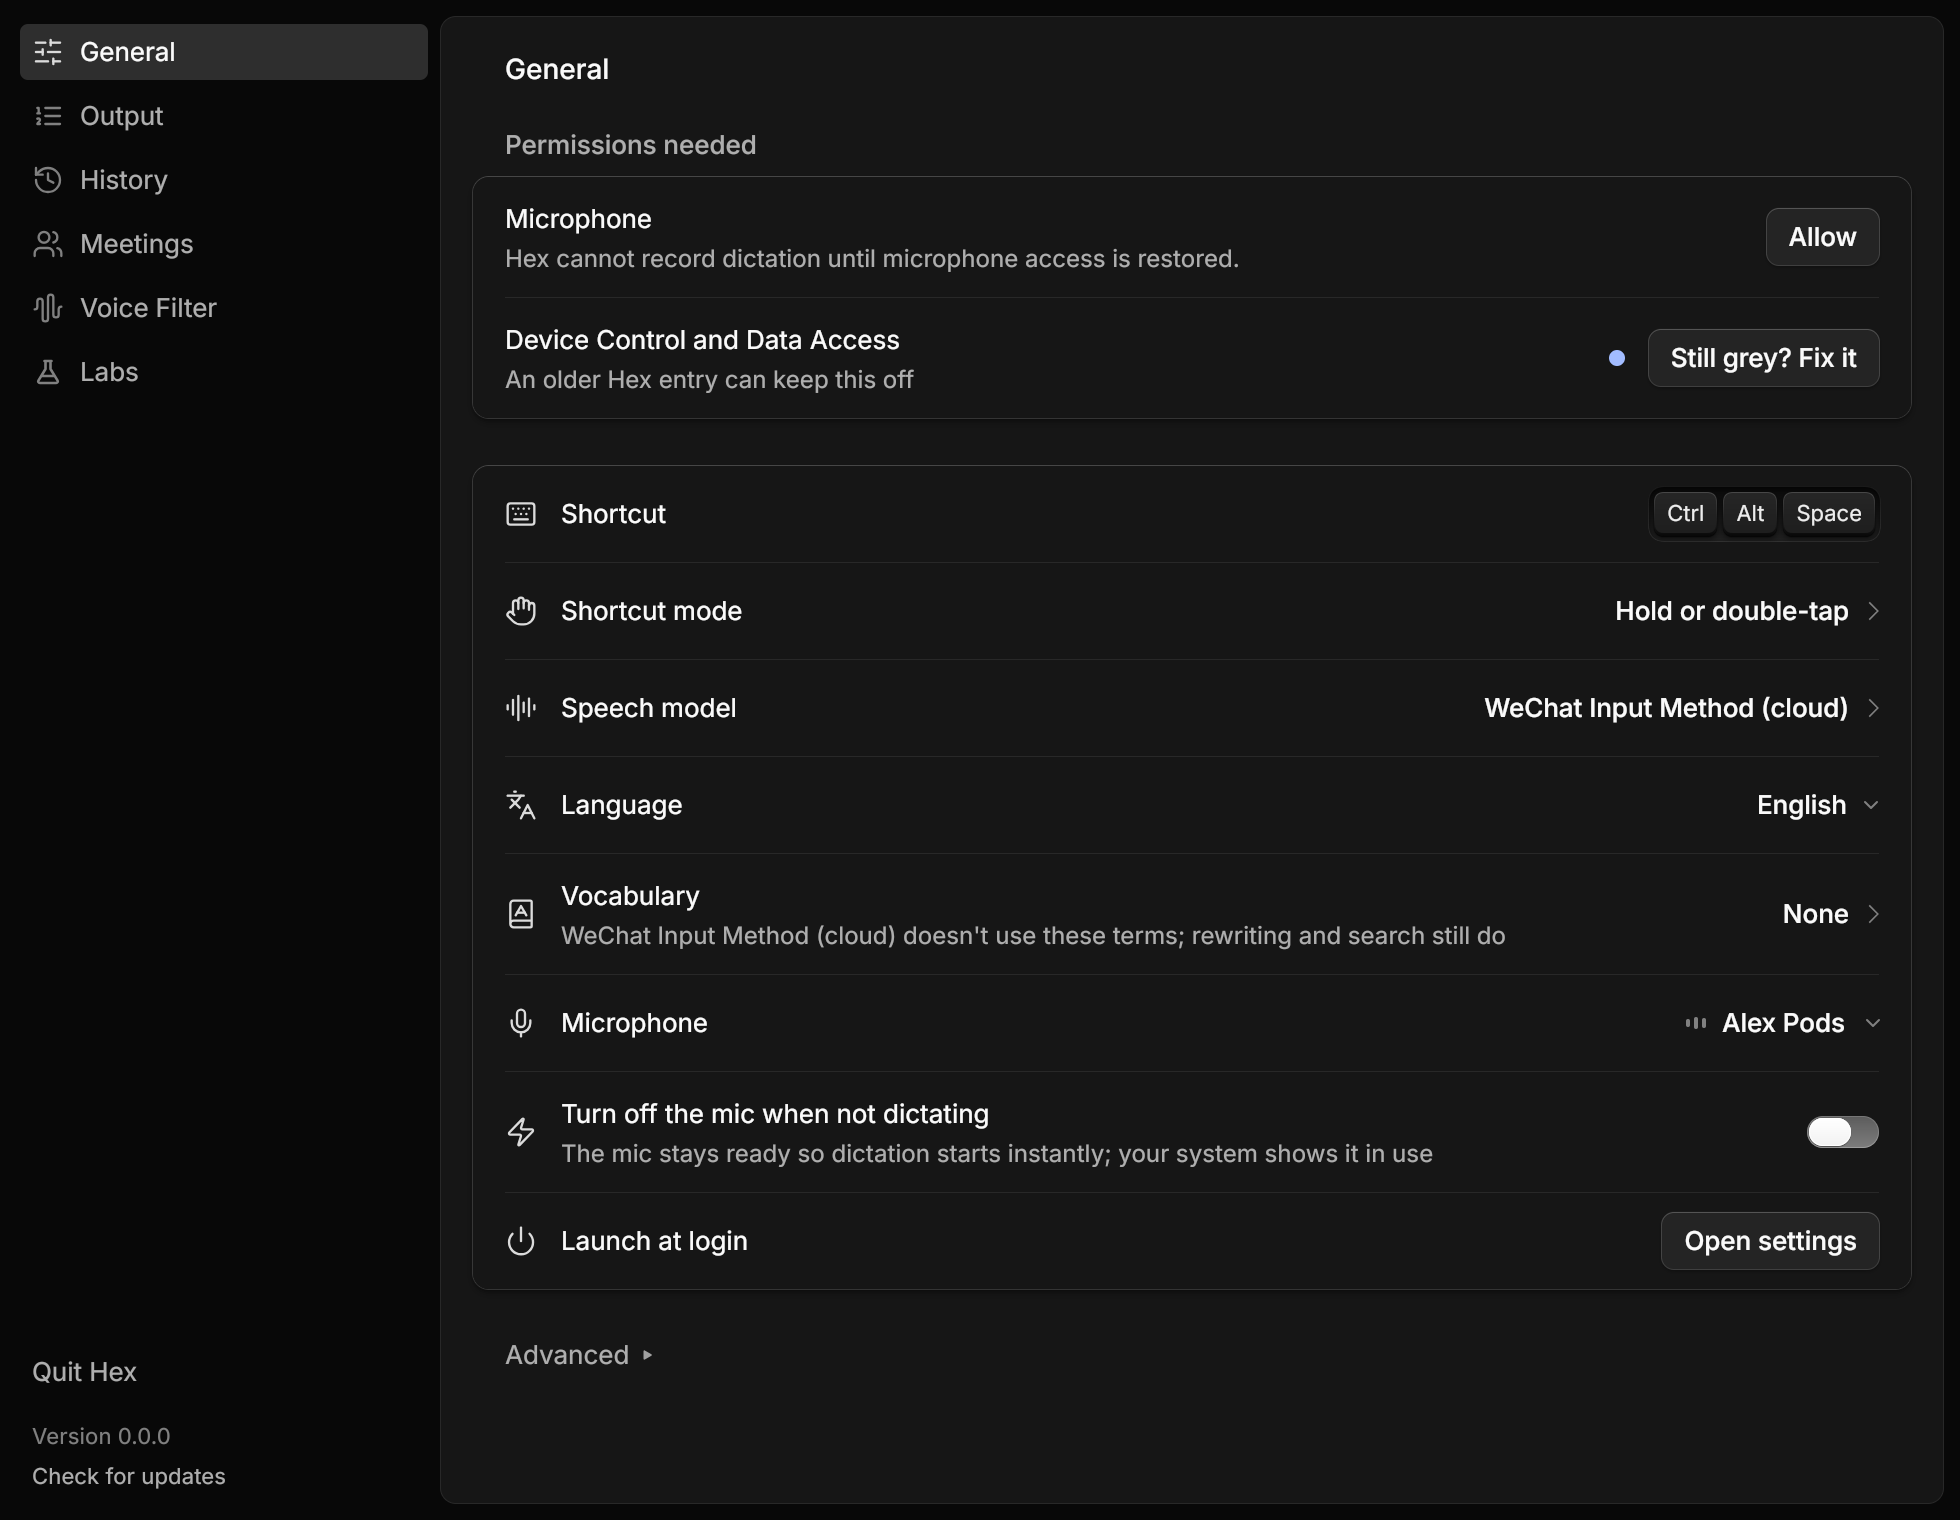 General
Output
History
Meetings
Voice Filter
Labs
Quit Hex
Version 0.0.0
Check for updates
General
Permissions needed
Microphone
Hex cannot record dictation until microphone access is restored.
Allow
Device Control and Data Access
An older Hex entry can keep this off
Still grey? Fix it
Shortcut
Ctrl Alt Space
Shortcut mode
Hold or double-tap
Speech model
WeChat Input Method (cloud)
Language
English
Vocabulary
WeChat Input Method (cloud) doesn't use these terms; rewriting and search still do
None
Microphone
Alex Pods
Turn off the mic when not dictating
The mic stays ready so dictation starts instantly; your system shows it in use
Launch at login
Open settings
Advanced